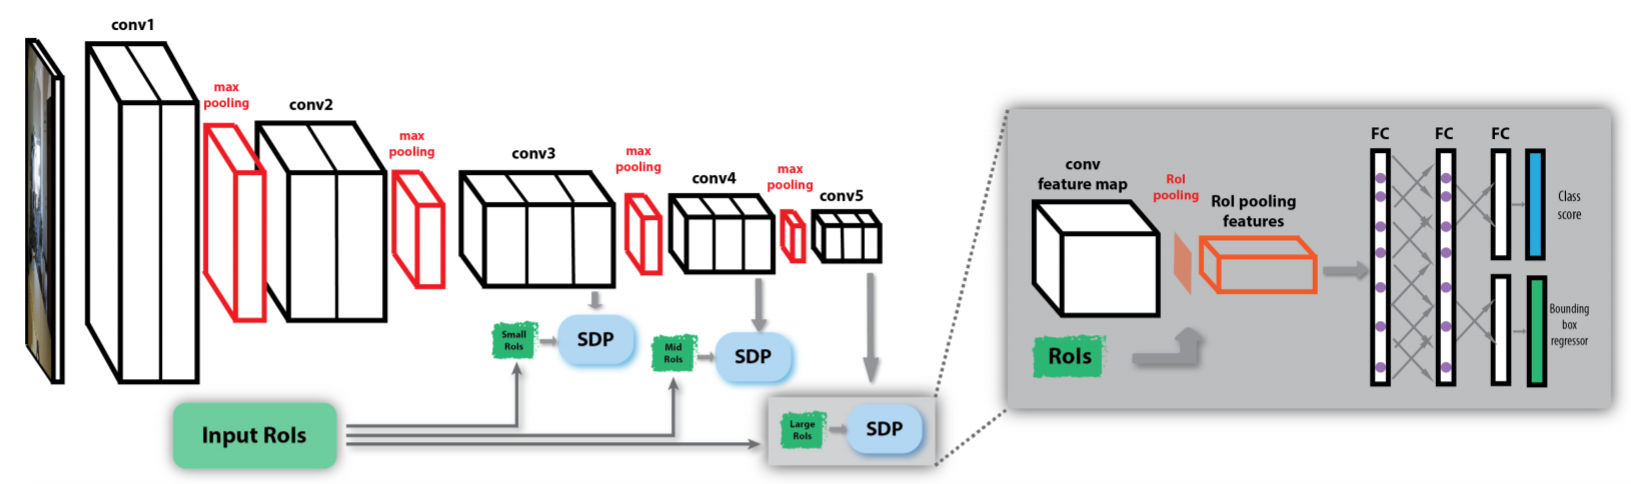 conv1
max
pooling
conv2
max
pooling
conv3
max
pooling
conv4
max
pooling
conv5
Small
RoIs
SDP
Mid
RoIs
SDP
Input RoIs
Large
RoIs
SDP
conv
feature map
RoI
pooling
RoI pooling
features
RoIs
FC
FC
FC
Class
score
Bounding
box
regressor